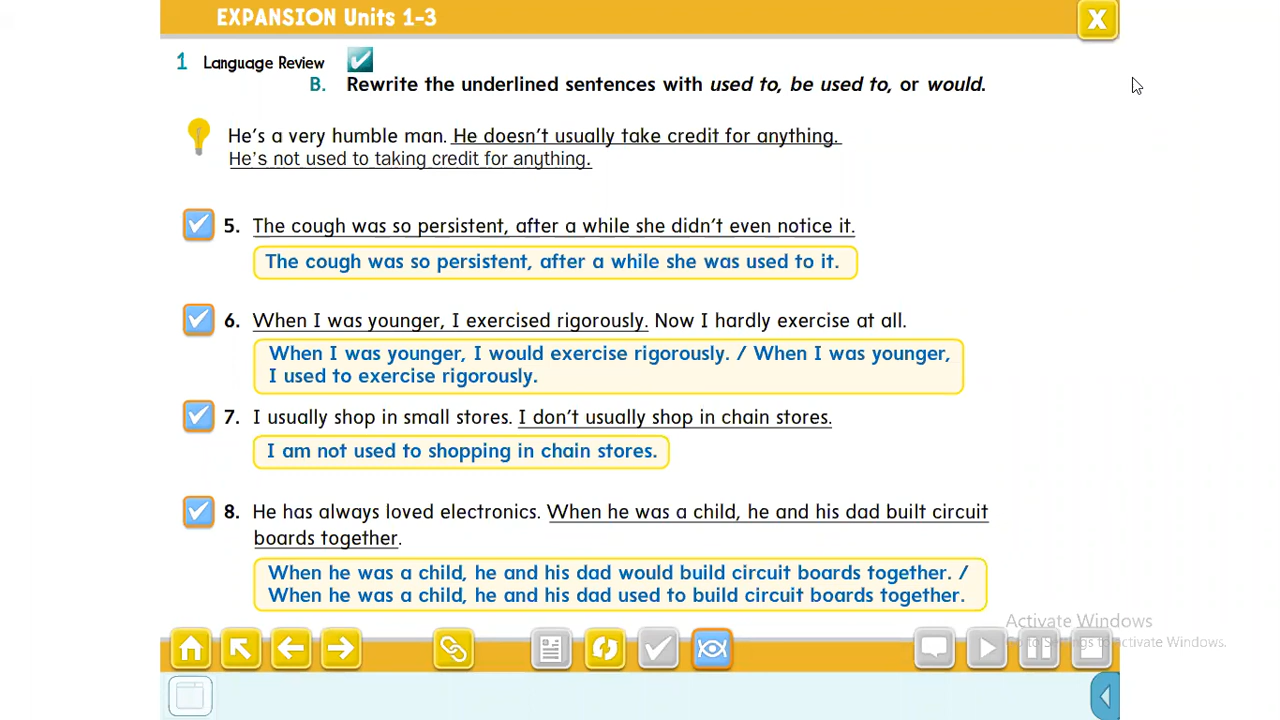 EXPANSION Units 1-3
X
1 Language Review
B. Rewrite the underlined sentences with used to, be used to, or would.
He's a very humble man. He doesn't usually take credit for anything.
He's not used to taking credit for anything.
5. The cough was so persistent, after a while she didn't even notice it.
The cough was so persistent, after a while she was used to it.
6. When I was younger, I exercised rigorously. Now I hardly exercise at all.
When I was younger, I would exercise rigorously. / When I was younger,
I used to exercise rigorously.
7. I usually shop in small stores. I don't usually shop in chain stores.
I am not used to shopping in chain stores.
8. He has always loved electronics. When he was a child, he and his dad built circuit
boards together.
When he was a child, he and his dad would build circuit boards together. /
When he was a child, he and his dad used to build circuit boards together.
Activate Windows
Go to Settings to activate Windows.